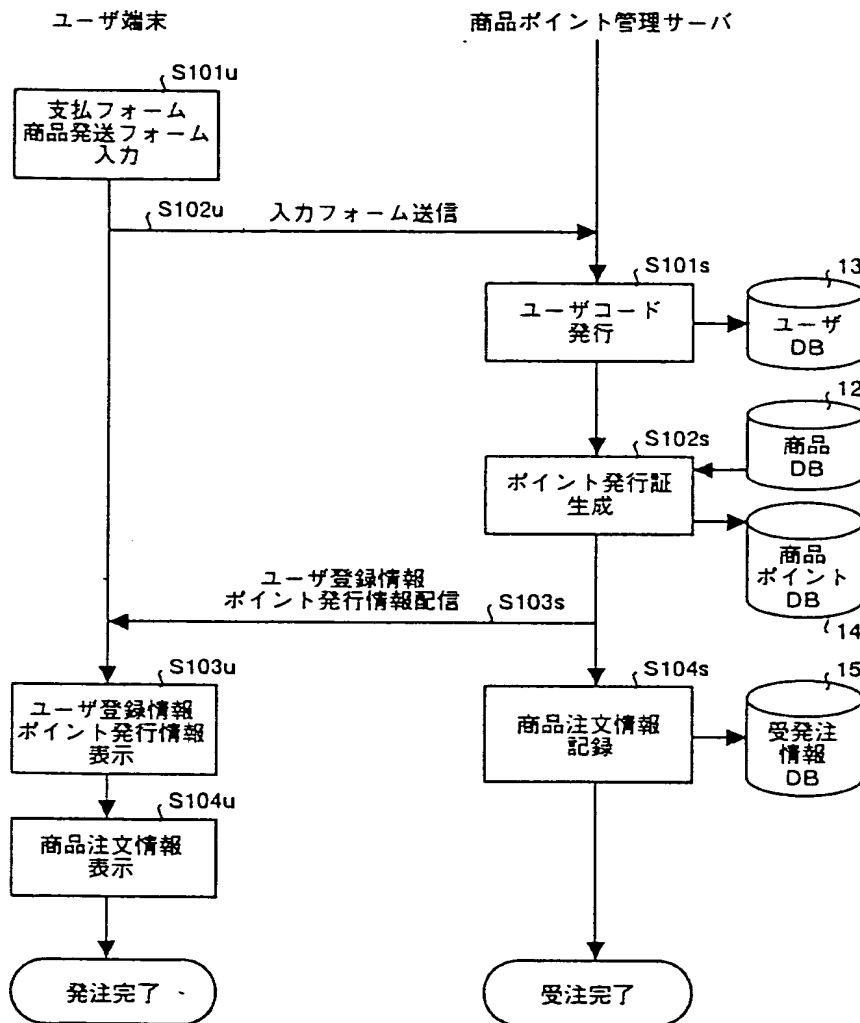 ユーザ端末
商品ポイント管理サーバ
S101u
支払フォーム
商品発送フォーム
入力
S102u
入力フォーム送信
S101s
ユーザコード
発行
13
ユーザ
DB
S102s
ポイント発行証
生成
12
商品
DB
商品
ポイント
DB
14
ユーザ登録情報
ポイント発行情報配信
S103s
S103u
ユーザ登録情報
ポイント発行情報
表示
S104s
商品注文情報
記録
15
受発注
情報
DB
S104u
商品注文情報
表示
発注完了
受注完了